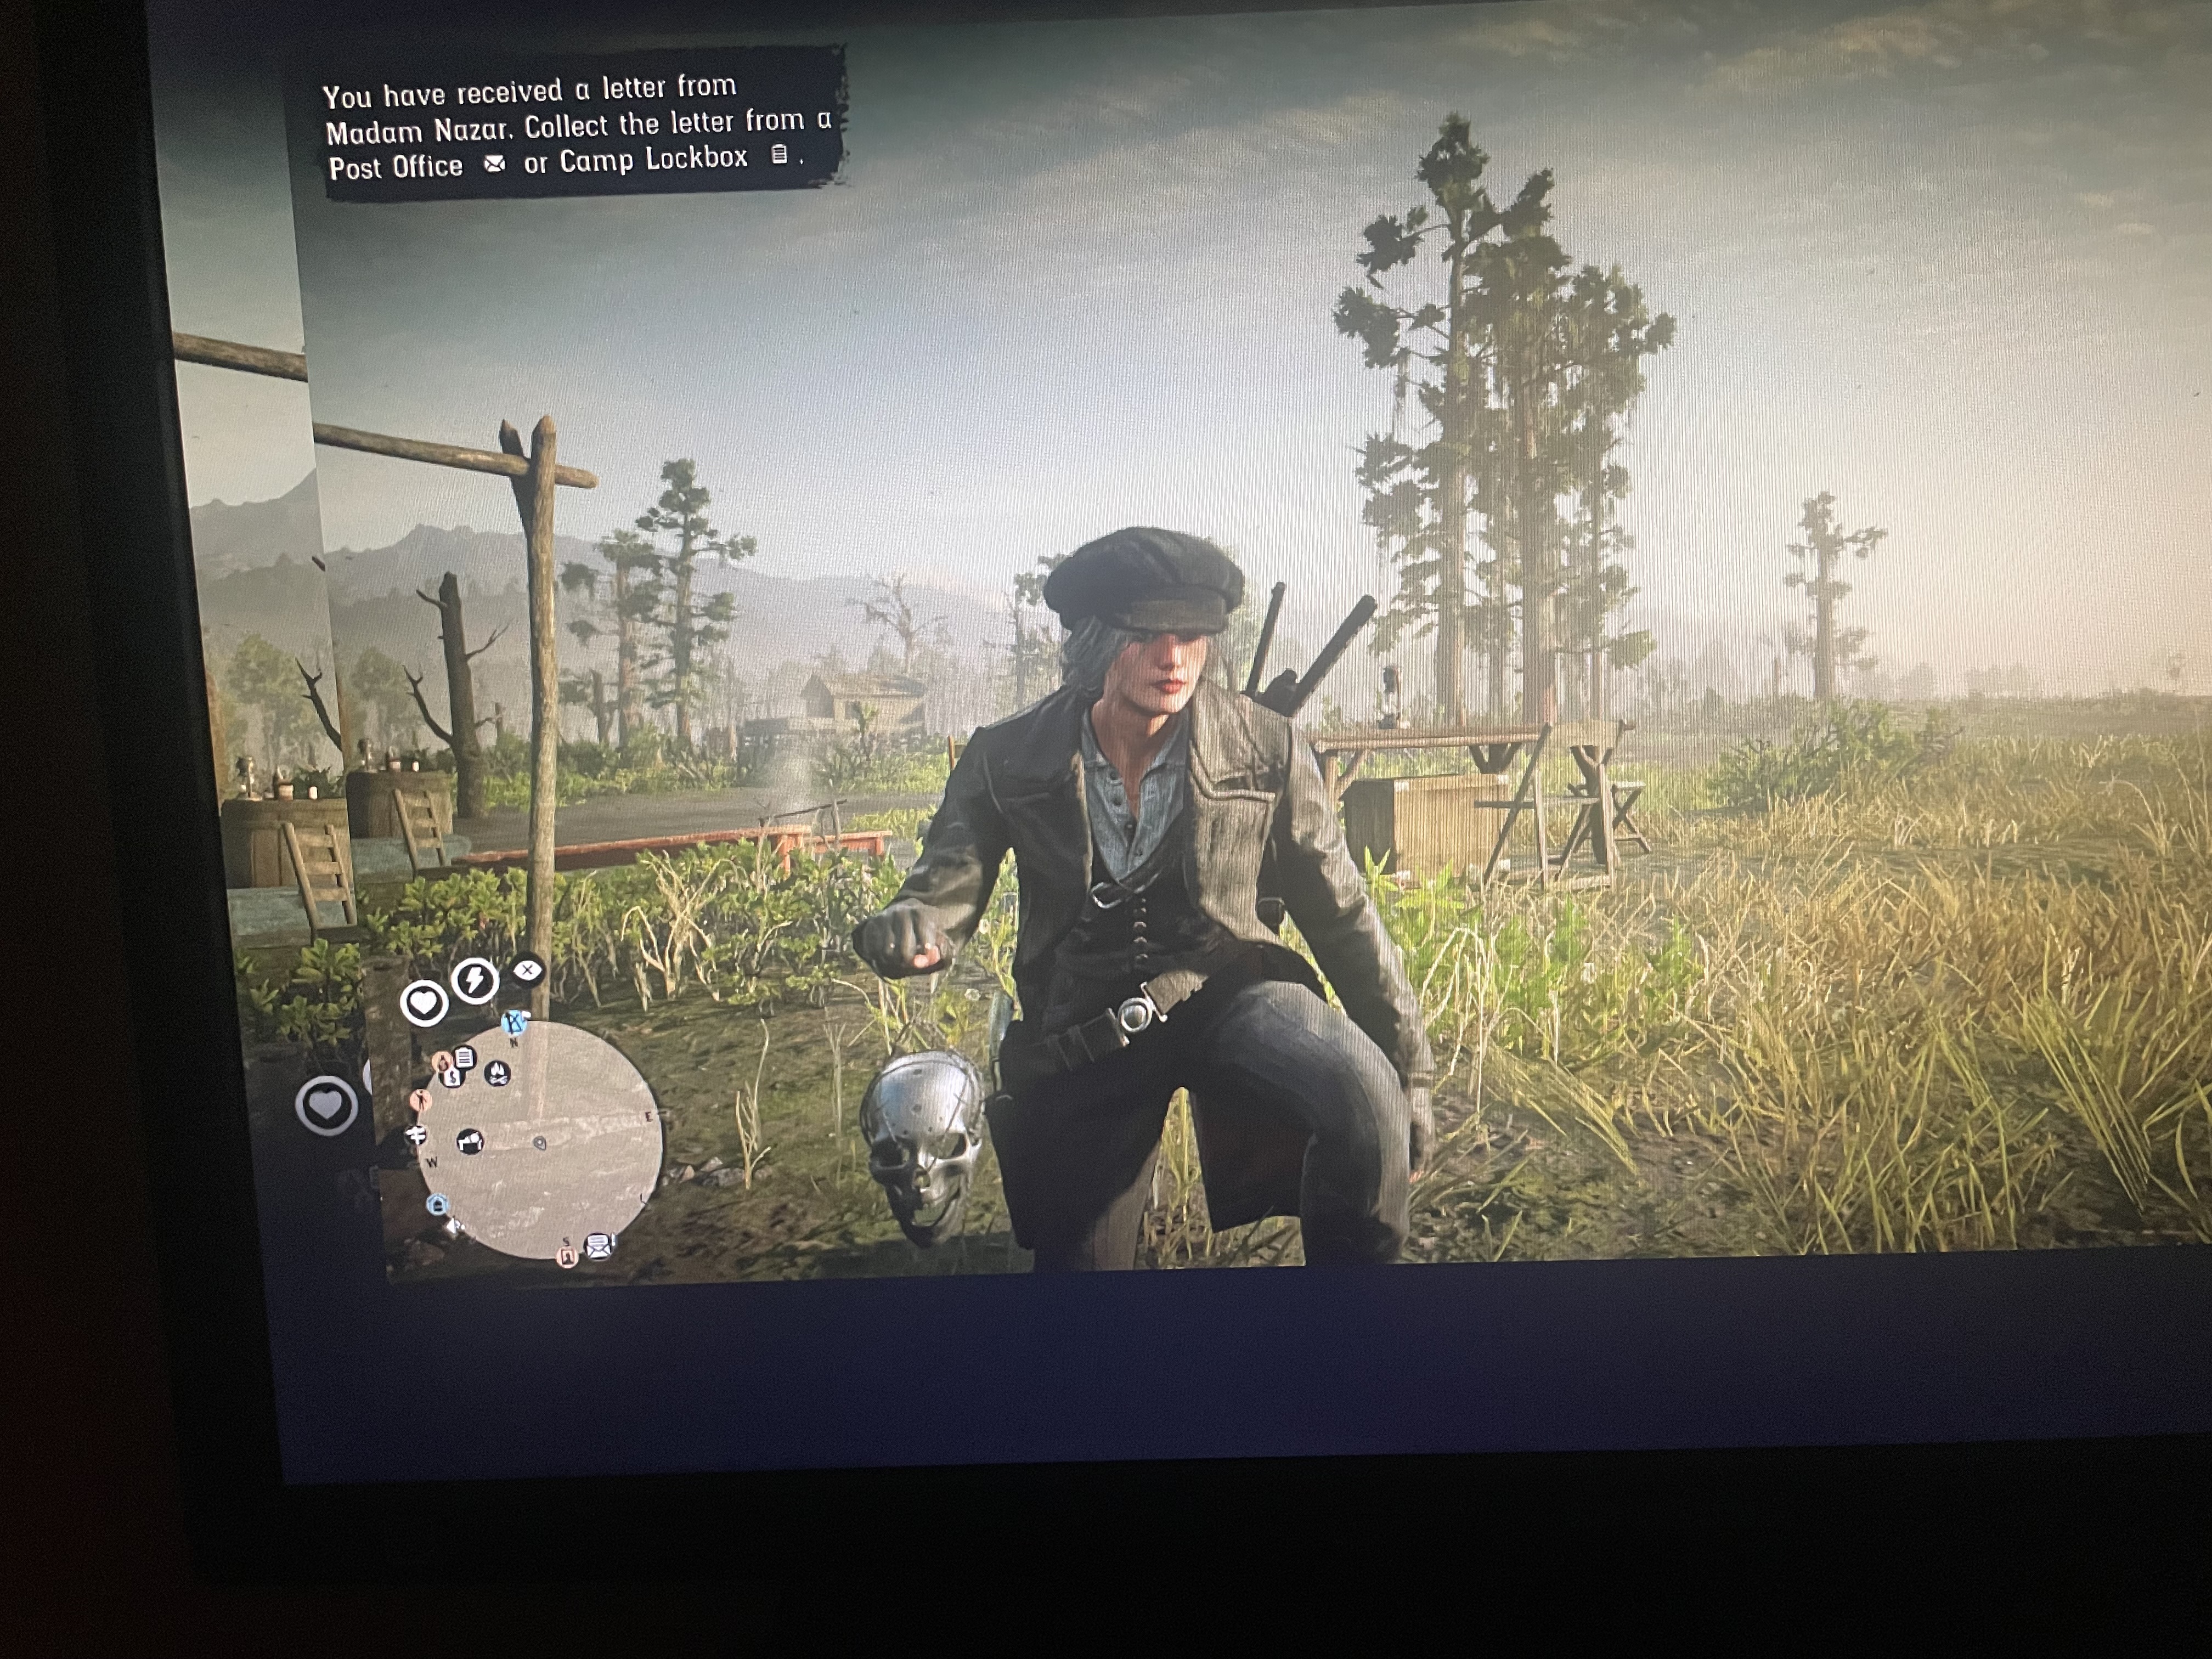 You have received a letter from
Madam Nazar. Collect the letter from a
Post Office or Camp Lockbox .
N
E
W
S